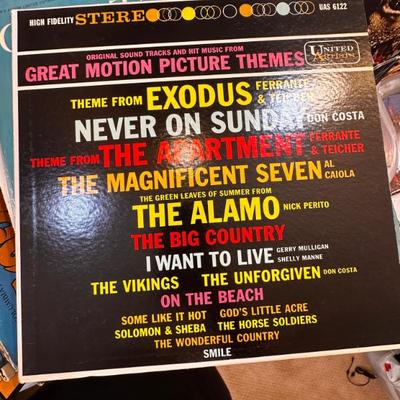 HIGH FIDELITY STEREO UAS 6122
ORIGINAL SOUND TRACKS AND HIT MUSIC FROM
GREAT MOTION PICTURE THEMES
UNITED ARTISTS
THEME FROM EXODUS FERRANTE & TEICHER
NEVER ON SUNDAY DON COSTA
THEME FROM THE APARTMENT FERRANTE & TEICHER
THE MAGNIFICENT SEVEN AL CAIOLA
THE GREEN LEAVES OF SUMMER FROM
THE ALAMO NICK PERITO
THE BIG COUNTRY
I WANT TO LIVE GERRY MULLIGAN SHELLY MANNE
THE VIKINGS THE UNFORGIVEN DON COSTA
ON THE BEACH
SOME LIKE IT HOT GOD'S LITTLE ACRE
SOLOMON & SHEBA THE HORSE SOLDIERS
THE WONDERFUL COUNTRY
SMILE